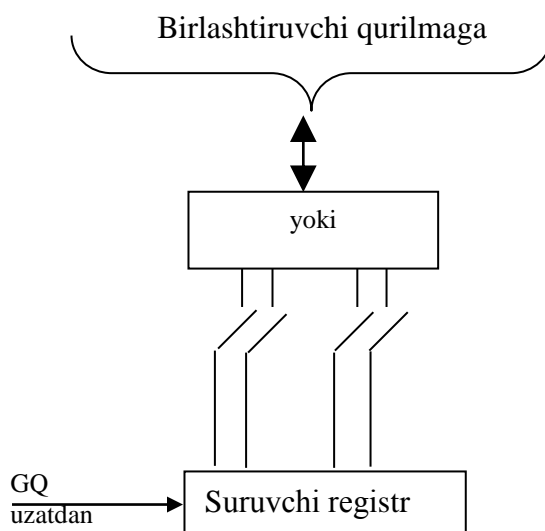 Birlashtiruvchi qurilmaga
yoki
GQ
uzatdan
Suruvchi registr